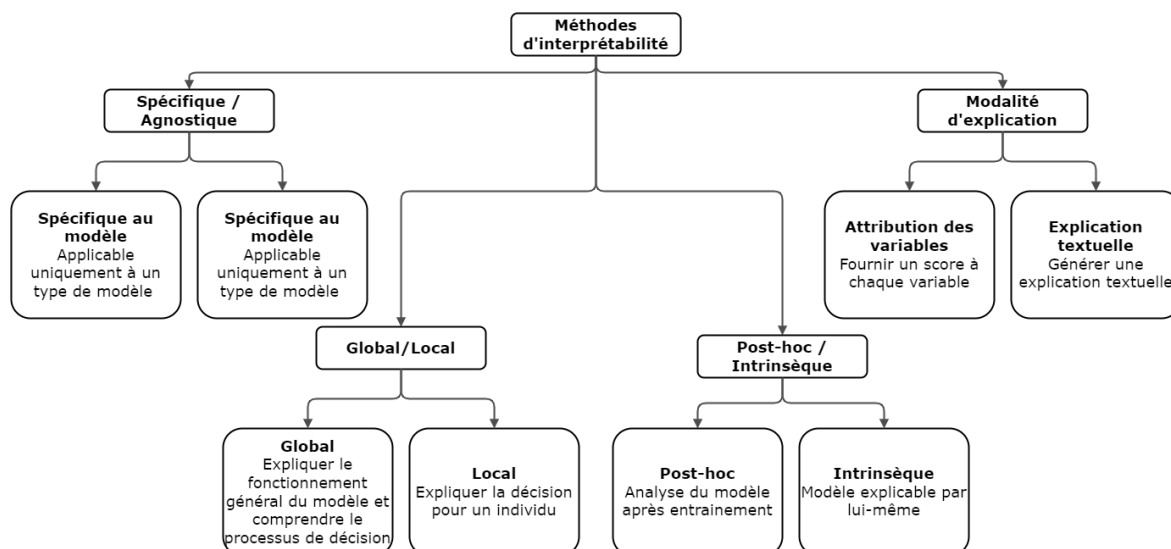 Méthodes
d'interprétabilité
Spécifique /
Agnostique
Modalité
d'explication
Spécifique au
modèle
Applicable
uniquement à un
type de modèle
Spécifique au
modèle
Applicable
uniquement à un
type de modèle
Attribution des
variables
Fournir un score à
chaque variable
Explication
textuelle
Générer une
explication textuelle
Global/Local
Post-hoc /
Intrinsèque
Global
Expliquer le
fonctionnement
général du modèle et
comprendre le
processus de décision
Local
Expliquer la décision
pour un individu
Post-hoc
Analyse du modèle
après entrainement
Intrinsèque
Modèle explicable par
lui-même